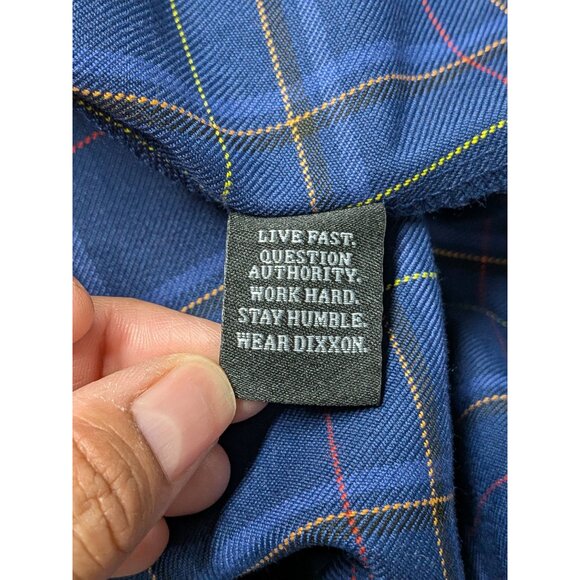 LIVE FAST.
QUESTION
AUTHORITY.
WORK HARD.
STAY HUMBLE.
WEAR DIXXON.